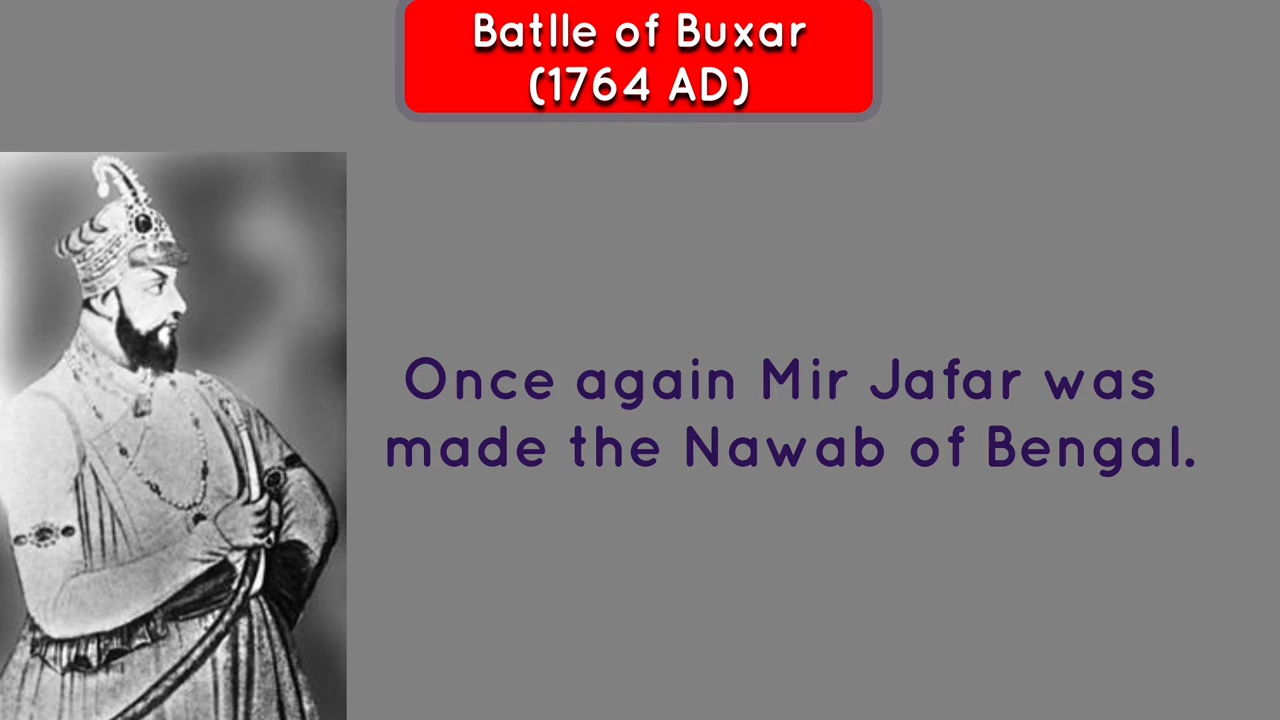 Batlle of Buxar
(1764 AD)
Once again Mir Jafar was
made the Nawab of Bengal.